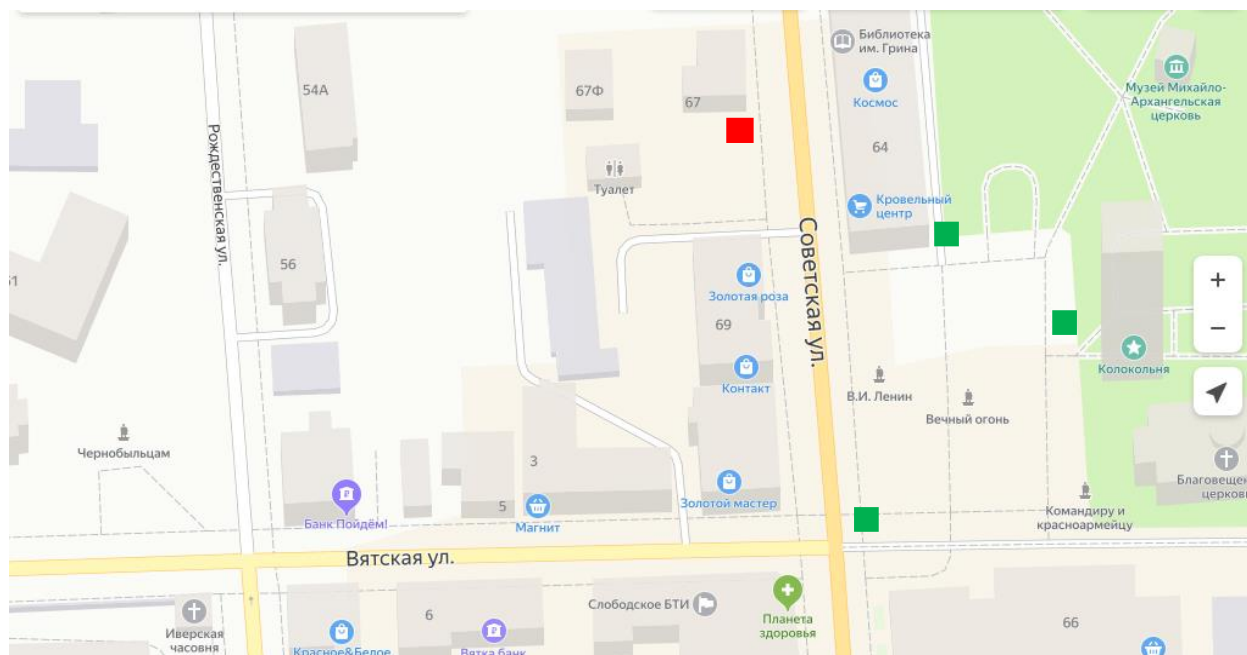 Библиотека
им. Грина
54А
67Ф
67
Космос
Музей Михайло-
Архангельская
церковь
Рождественская ул.
64
Туалет
Кровельный
центр
Советская ул.
56
Золотая роза
69
+
−
Контакт
В.И. Ленин
Колокольня
Вечный огонь
Чернобыльцам
3
5
Банк Пойдём!
Магнит
Золотой мастер
Командиру и
красноармейцу
Вятская ул.
Слободское БТИ
Планета
здоровья
6
66
Иверская
часовня
Красное&Белое
Вятка банк